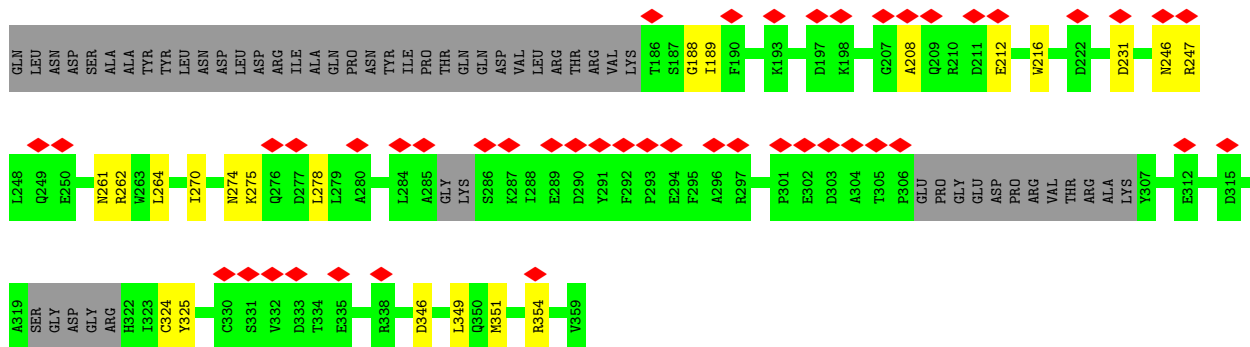 GLN LEU ASN ASP SER ALA ALA TYR TYR LEU ASN ASP LEU ASP ARG ILE ALA GLN PRO ASN TYR ILE PRO THR GLN GLN ASP VAL LEU ARG THR ARG VAL LYS T186 S187 G188 I189 F190 K193 D197 K198 G207 A208 Q209 R210 D211 E212 W216 D222 D231 N246 R247
L248 Q249 E250 N261 R262 W263 L264 I270 N274 K275 Q276 D277 L278 L279 A280 L284 A285 GLY LYS S286 K287 I288 E289 D290 Y291 F292 P293 E294 F295 A296 R297 P301 E302 D303 A304 T305 P306 GLU PRO GLY GLU ASP PRO ARG VAL THR ARG ALA LYS Y307 E312 D315
A319 SER GLY ASP GLY ARG H322 I323 C324 Y325 C330 S331 V332 D333 T334 E335 R338 D346 L349 Q350 M351 R354 V359